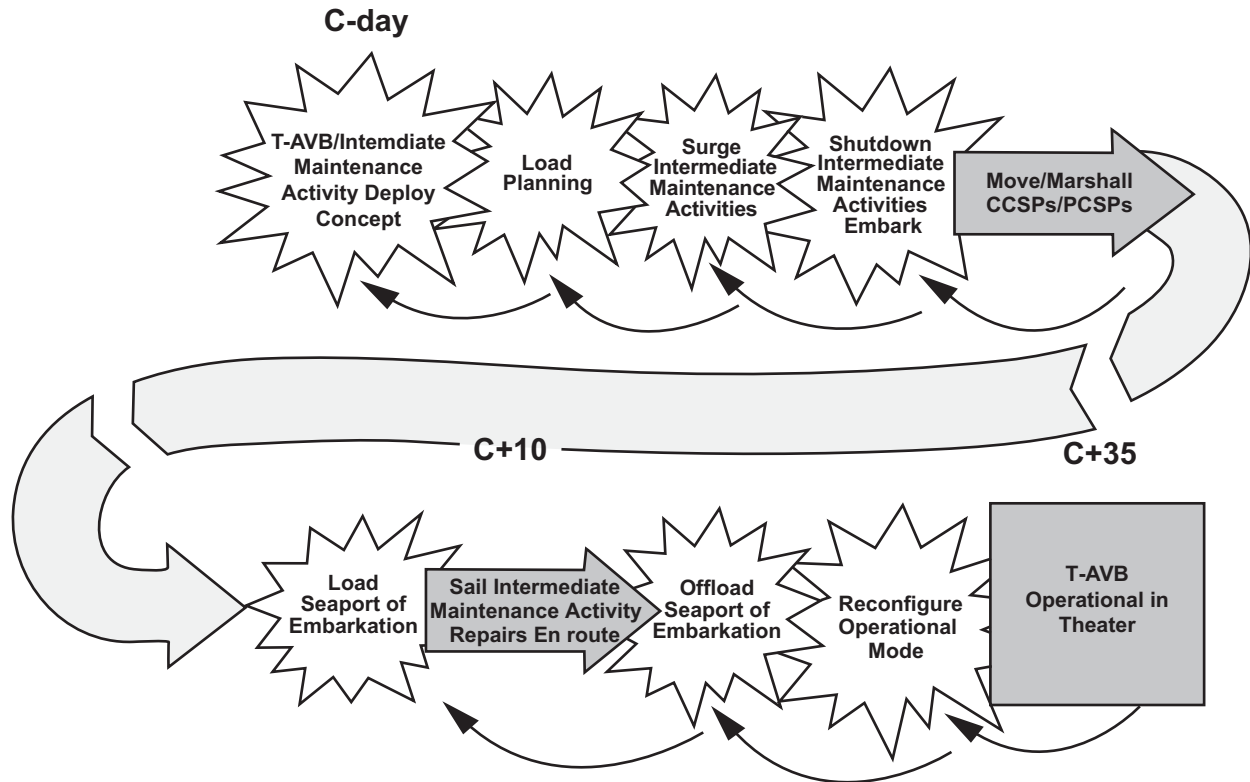 C-day
T-AVB/Intemdiate
Maintenance
Activity Deploy
Concept
Load
Planning
Surge
Intermediate
Maintenance
Activities
Shutdown
Intermediate
Maintenance
Activities
Embark
Move/Marshall
CCSPs/PCSPs
C+10
C+35
Load
Seaport of
Embarkation
Sail Intermediate
Maintenance Activity
Repairs En route
Offload
Seaport of
Embarkation
Reconfigure
Operational
Mode
T-AVB
Operational in
Theater